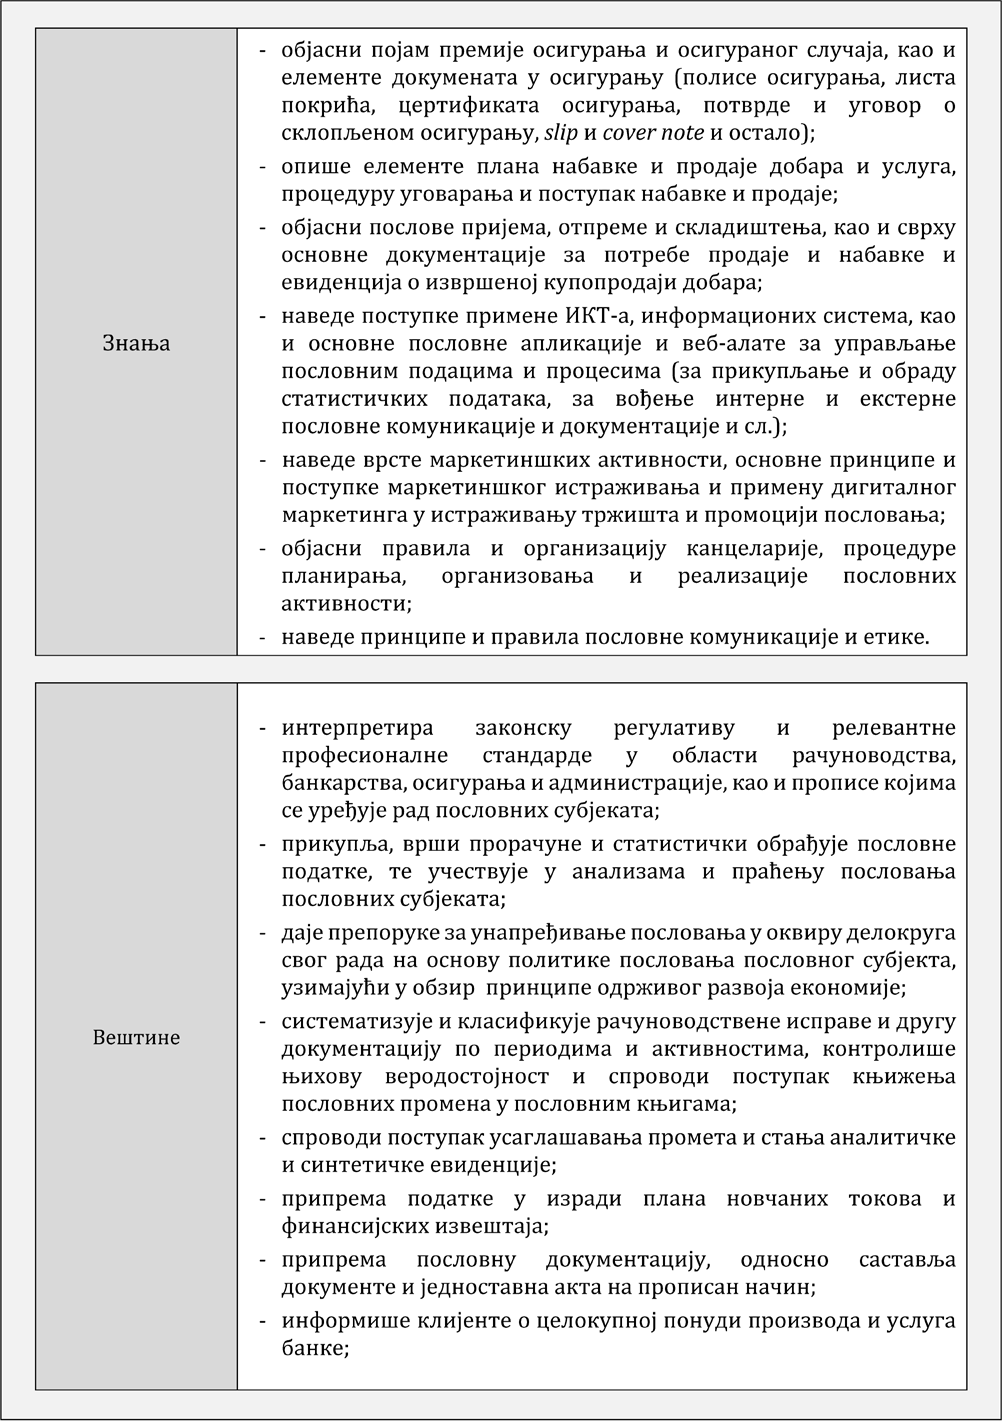 Знања
- објасни појам премије осигурања и осигураног случаја, као и
елементе докумената у осигурању (полисе осигурања, листа
покрића, цертификата осигурања, потврде и уговор о
склопљеном осигурању, slip и cover note и остало);
- опише елементе плана набавке и продаје добара и услуга,
процедуру уговарања и поступак набавке и продаје;
- објасни послове пријема, отпреме и складиштења, као и сврху
основне документације за потребе продаје и набавке и
евиденција о извршеној купопродаји добара;
- наведе поступке примене ИКТ-а, информационих система, као
и основне пословне апликације и веб-алате за управљање
пословним подацима и процесима (за прикупљање и обраду
статистичких података, за вођење интерне и екстерне
пословне комуникације и документације и сл.);
- наведе врсте маркетиншких активности, основне принципе и
поступке маркетиншког истраживања и примену дигиталног
маркетинга у истраживању тржишта и промоцији пословања;
- објасни правила и организацију канцеларије, процедуре
планирања, организовања и реализације пословних
активности;
- наведе принципе и правила пословне комуникације и етике.
Вештине
- интерпретира законску регулативу и релевантне
професионалне стандарде у области рачуноводства,
банкарства, осигурања и администрације, као и прописе којима
се уређује рад пословних субјеката;
- прикупља, врши прорачуне и статистички обрађује пословне
податке, те учествује у анализама и праћењу пословања
пословних субјеката;
- даје препоруке за унапређивање пословања у оквиру делокруга
свог рада на основу политике пословања пословног субјекта,
узимајући у обзир принципе одрживог развоја економије;
- систематизује и класификује рачуноводствене исправе и другу
документацију по периодима и активностима, контролише
њихову веродостојност и спроводи поступак књижења
пословних промена у пословним књигама;
- спроводи поступак усаглашавања промета и стања аналитичке
и синтетичке евиденције;
- припрема податке у изради плана новчаних токова и
финансијских извештаја;
- припрема пословну документацију, односно саставља
документе и једноставна акта на прописан начин;
- информише клијенте о целокупној понуди производа и услуга
банке;